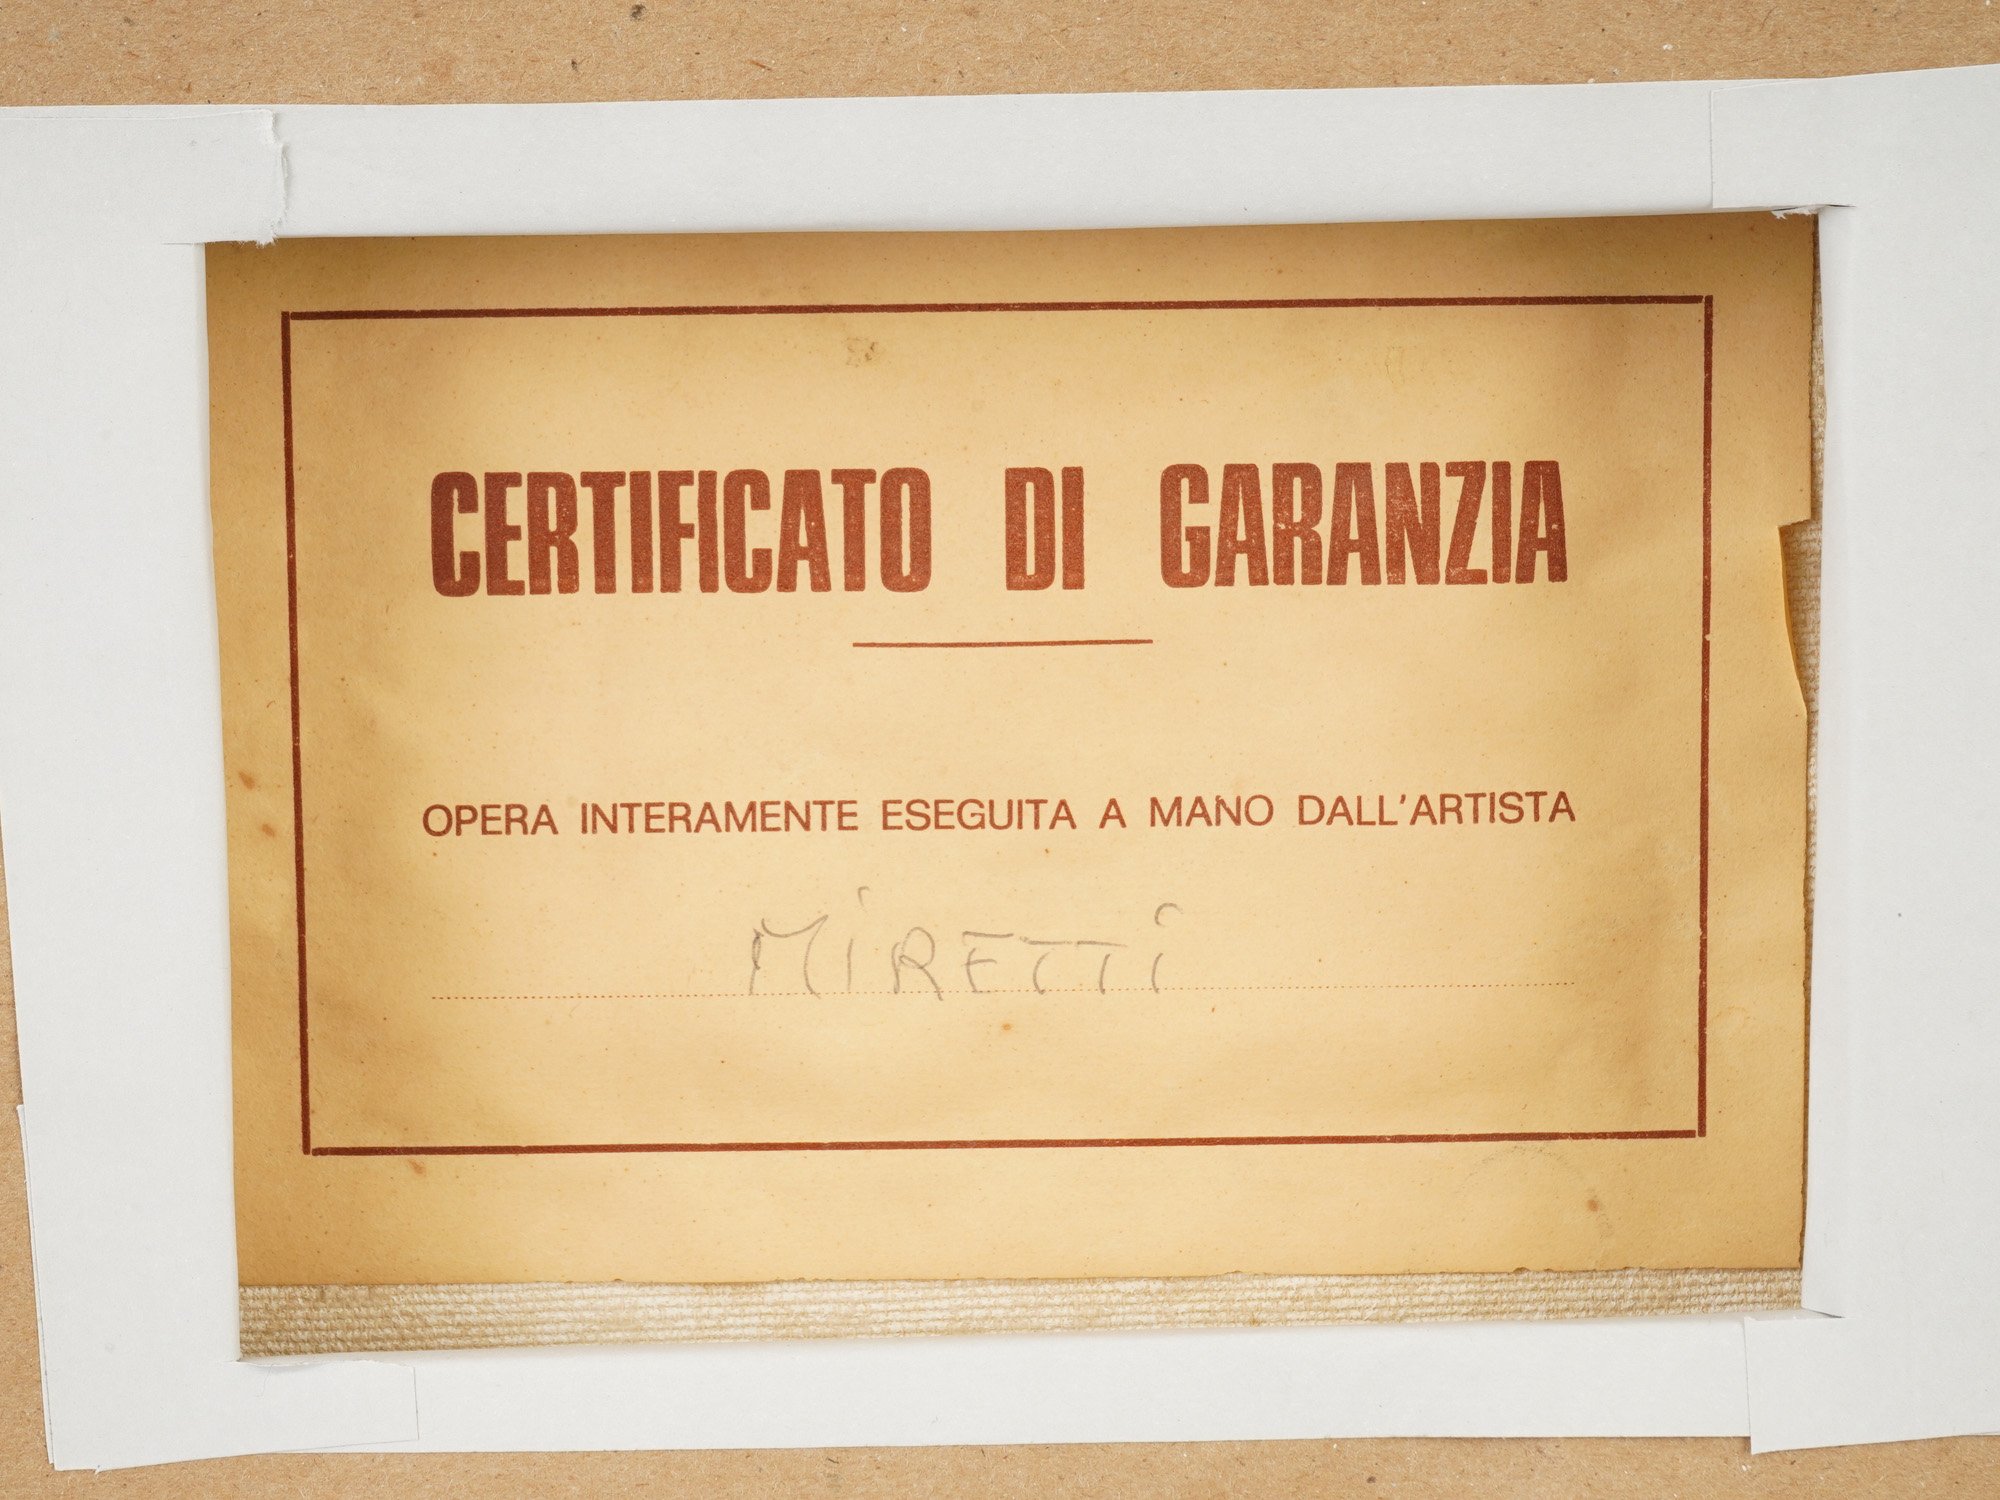 CERTIFICATO DI GARANZIA
OPERA INTERAMENTE ESEGUITA A MANO DALL'ARTISTA
MiRETTi